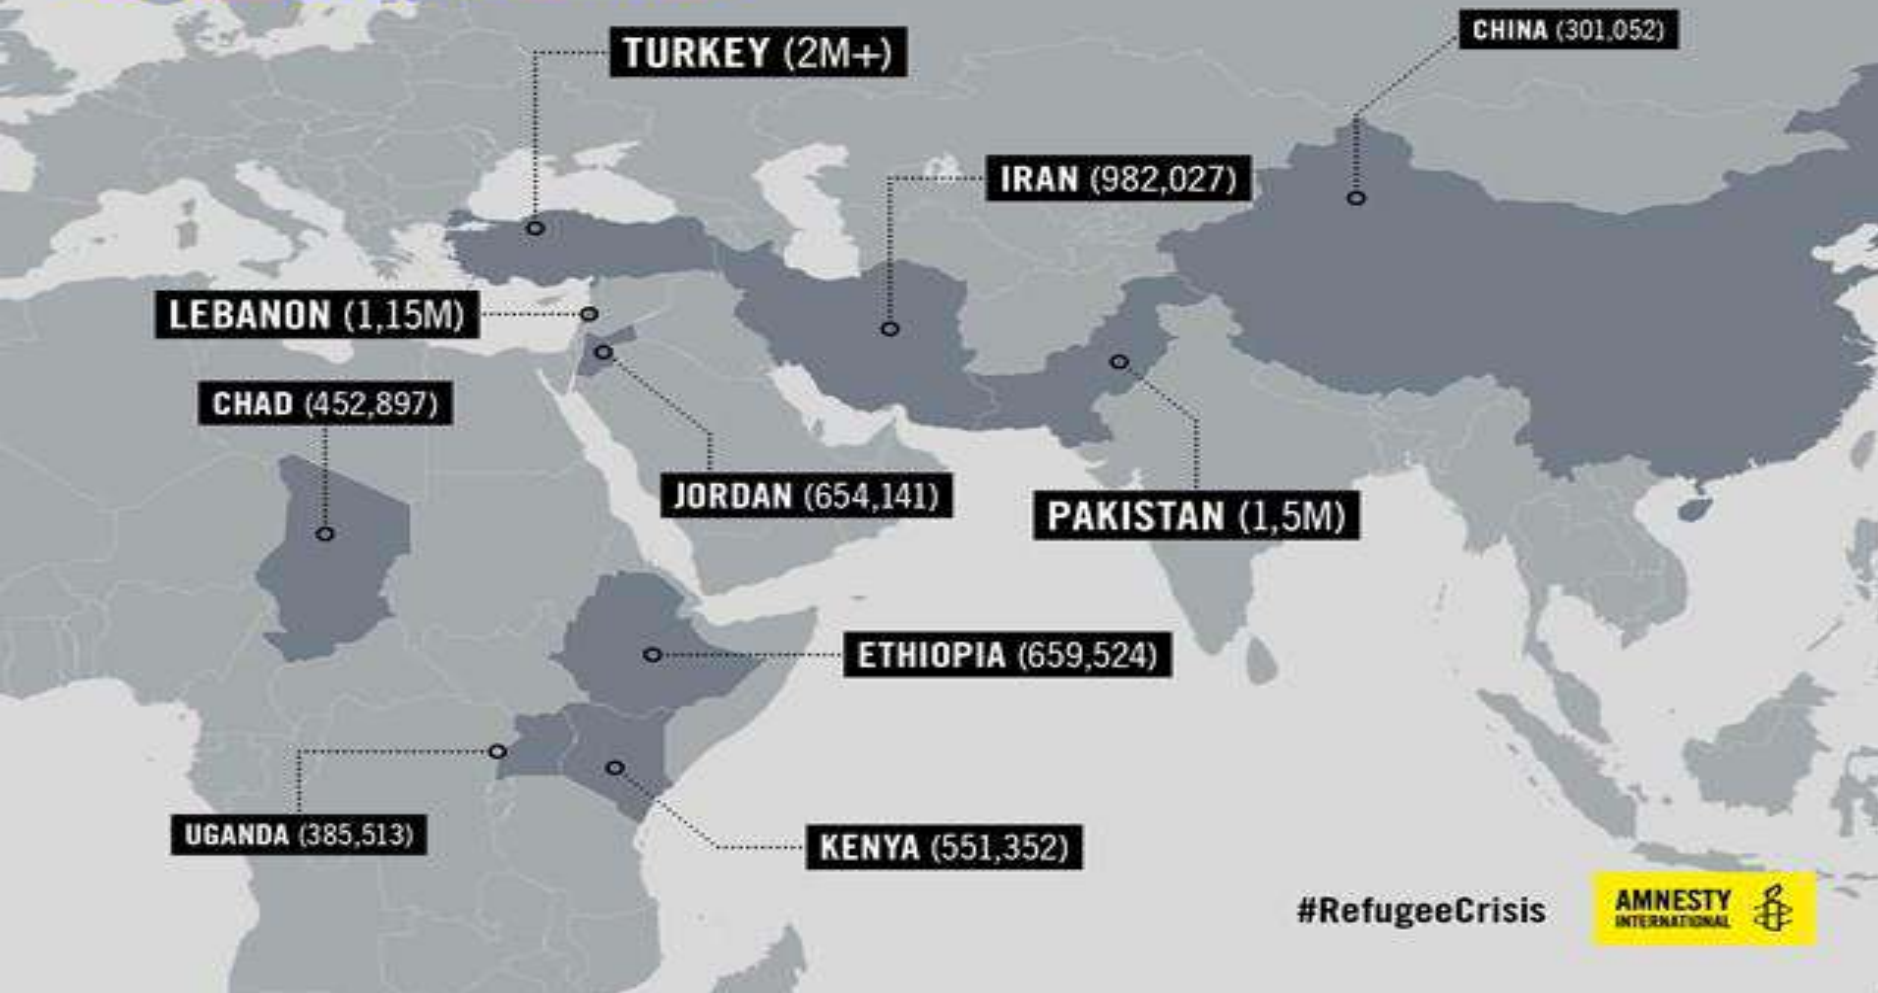 CHINA (301,052)
TURKEY (2M+)
IRAN (982,027)
LEBANON (1,15M)
CHAD (452,897)
JORDAN (654,141)
PAKISTAN (1,5M)
ETHIOPIA (659,524)
UGANDA (385,513)
KENYA (551,352)
#RefugeeCrisis
AMNESTY
INTERNATIONAL